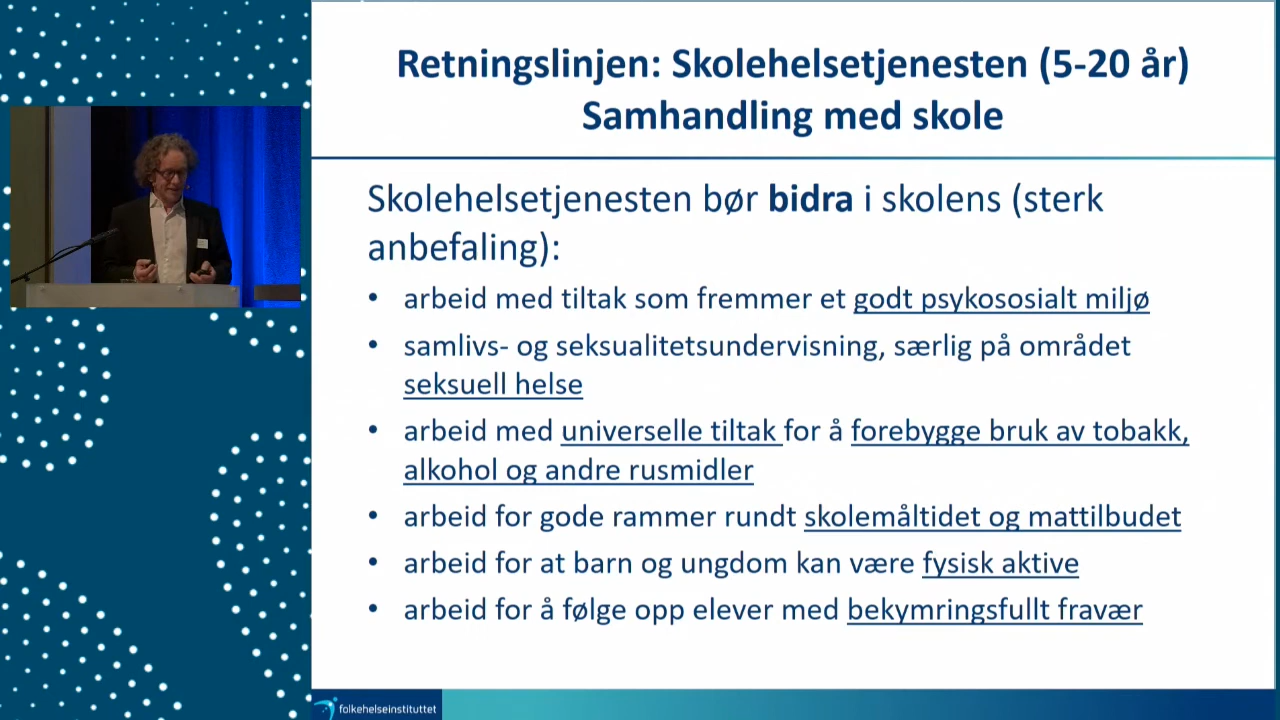 Retningslinjen: Skolehelsetjenesten (5-20 år)
Samhandling med skole
Skolehelsetjenesten bør bidra i skolens (sterk
anbefaling):
• arbeid med tiltak som fremmer et godt psykososialt miljø
• samlivs- og seksualitetsundervisning, særlig på området
seksuell helse
• arbeid med universelle tiltak for å forebygge bruk av tobakk,
alkohol og andre rusmidler
• arbeid for gode rammer rundt skolemåltidet og mattilbudet
• arbeid for at barn og ungdom kan være fysisk aktive
• arbeid for å følge opp elever med bekymringsfullt fravær
folkehelseinstituttet